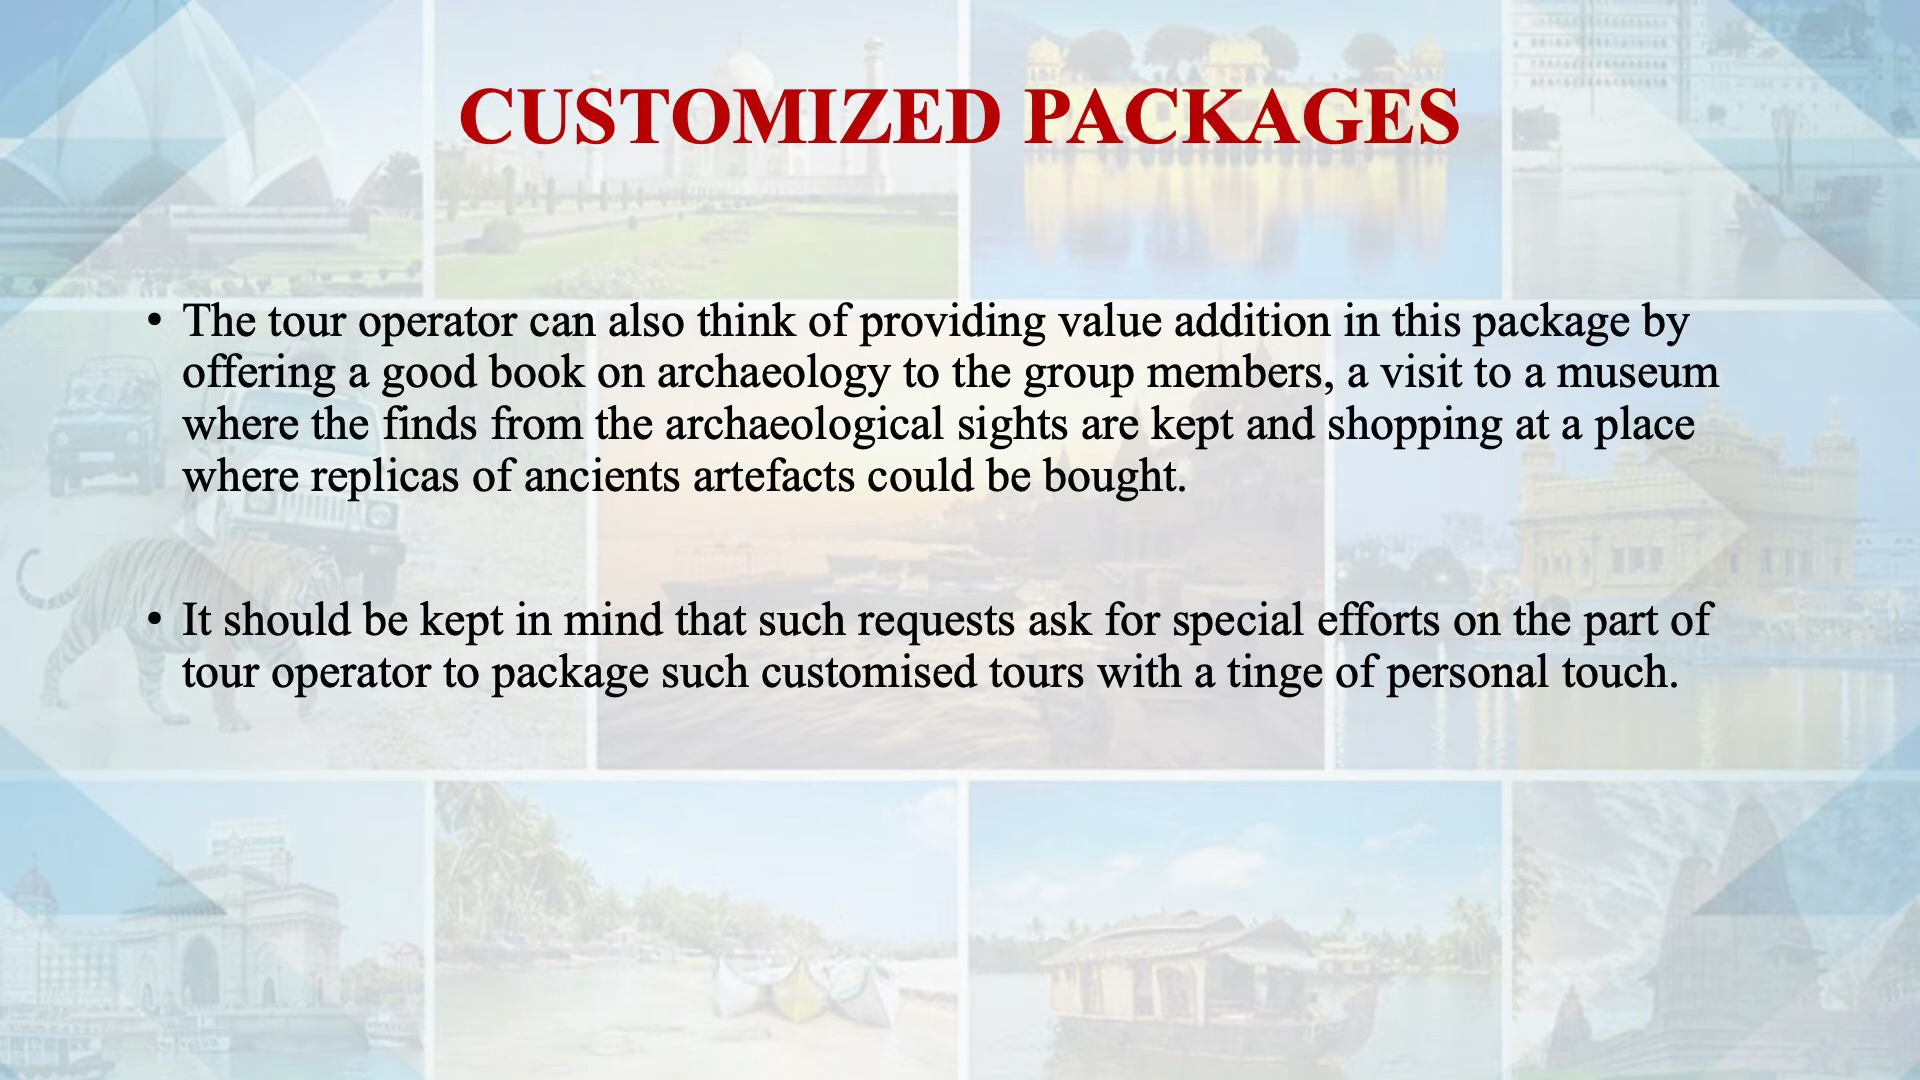 CUSTOMIZED PACKAGES
• The tour operator can also think of providing value addition in this package by
offering a good book on archaeology to the group members, a visit to a museum
where the finds from the archaeological sights are kept and shopping at a place
where replicas of ancients artefacts could be bought.
• It should be kept in mind that such requests ask for special efforts on the part of
tour operator to package such customised tours with a tinge of personal touch.